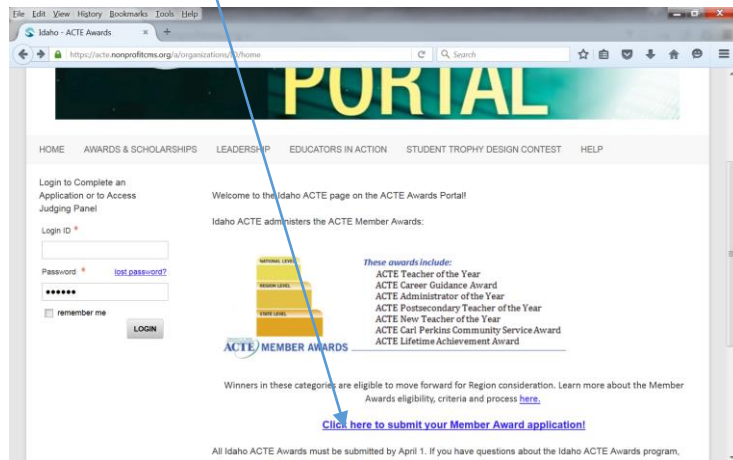 File Edit View History Bookmarks Tools Help
Idaho - ACTE Awards × +
https://acte.nonprofitcms.org/a/organizations/ /home Search
PORTAL
HOME AWARDS & SCHOLARSHIPS LEADERSHIP EDUCATORS IN ACTION STUDENT TROPHY DESIGN CONTEST HELP
Login to Complete an
Application or to Access
Judging Panel
Login ID *
Password * lost password?
remember me
LOGIN
Welcome to the Idaho ACTE page on the ACTE Awards Portal!
Idaho ACTE administers the ACTE Member Awards:
NATIONAL LEVEL
REGION LEVEL
STATE LEVEL
ACTE MEMBER AWARDS
These awards include:
ACTE Teacher of the Year
ACTE Career Guidance Award
ACTE Administrator of the Year
ACTE Postsecondary Teacher of the Year
ACTE New Teacher of the Year
ACTE Carl Perkins Community Service Award
ACTE Lifetime Achievement Award
Winners in these categories are eligible to move forward for Region consideration. Learn more about the Member
Awards eligibility, criteria and process here.
Click here to submit your Member Award application!
All Idaho ACTE Awards must be submitted by April 1. If you have questions about the Idaho ACTE Awards program,